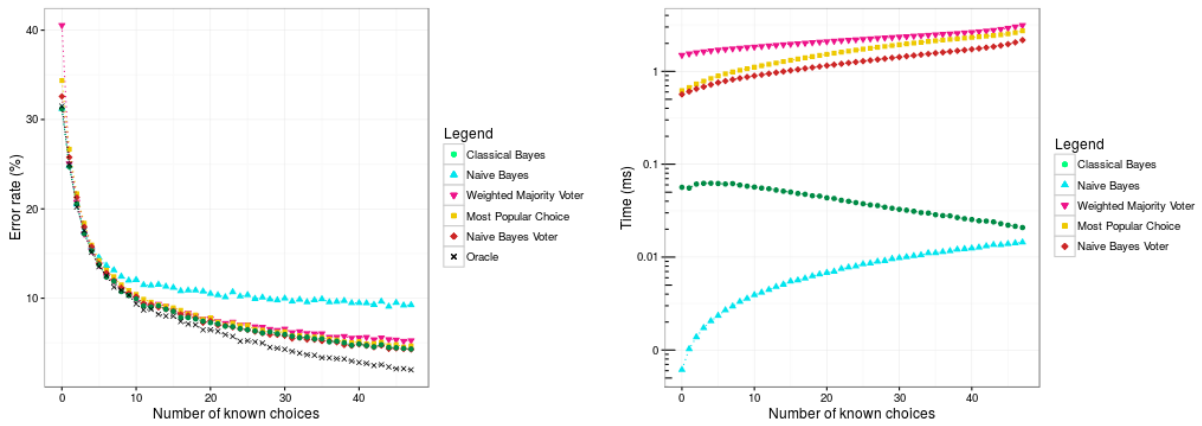 40
30
20
10
Error rate (%)
0
10
20
30
40
Number of known choices
Legend
Classical Bayes
Naive Bayes
Weighted Majority Voter
Most Popular Choice
Naive Bayes Voter
Oracle
1
0.1
0.01
0
Time (ms)
0
10
20
30
40
Number of known choices
Legend
Classical Bayes
Naive Bayes
Weighted Majority Voter
Most Popular Choice
Naive Bayes Voter